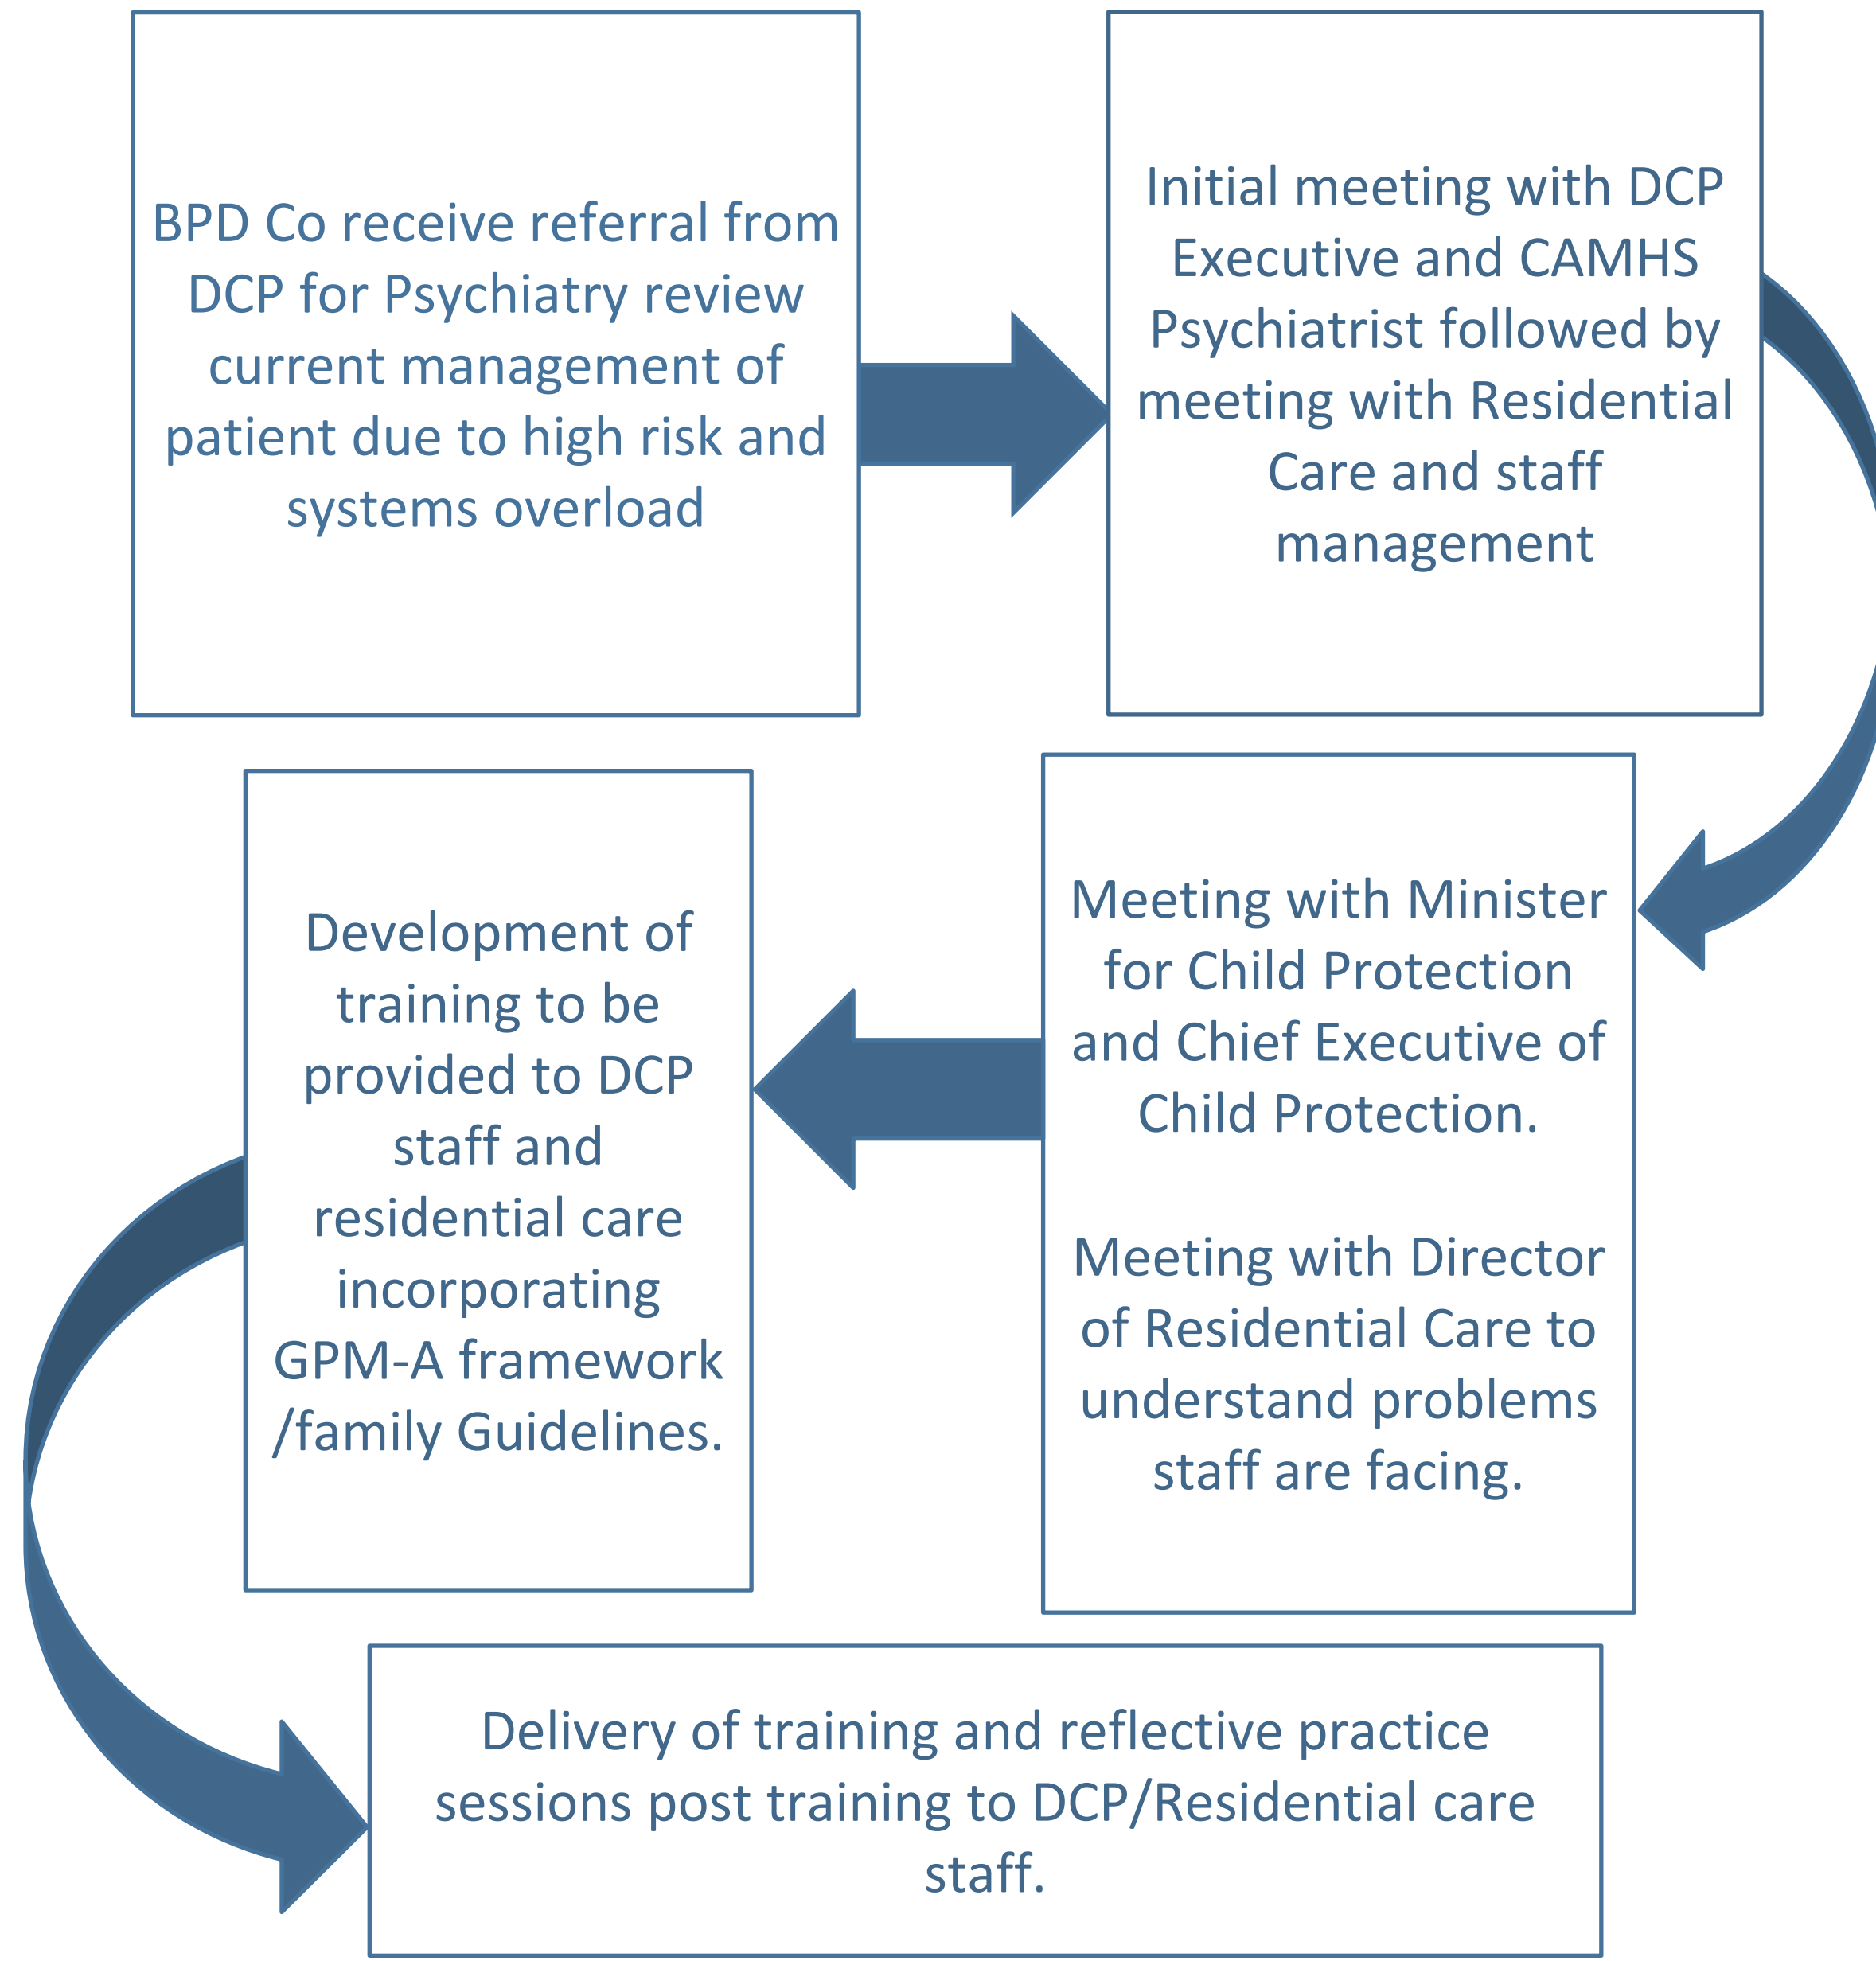 BPD Co receive referral from
DCP for Psychiatry review
current management of
patient due to high risk and
systems overload
Initial meeting with DCP
Executive and CAMHS
Psychiatrist followed by
meeting with Residential
Care and staff
management
Meeting with Minister
for Child Protection
and Chief Executive of
Child Protection.
Meeting with Director
of Residential Care to
understand problems
staff are facing.
Development of
training to be
provided to DCP
staff and
residential care
incorporating
GPM-A framework
/family Guidelines.
Delivery of training and reflective practice
sessions post training to DCP/Residential care
staff.